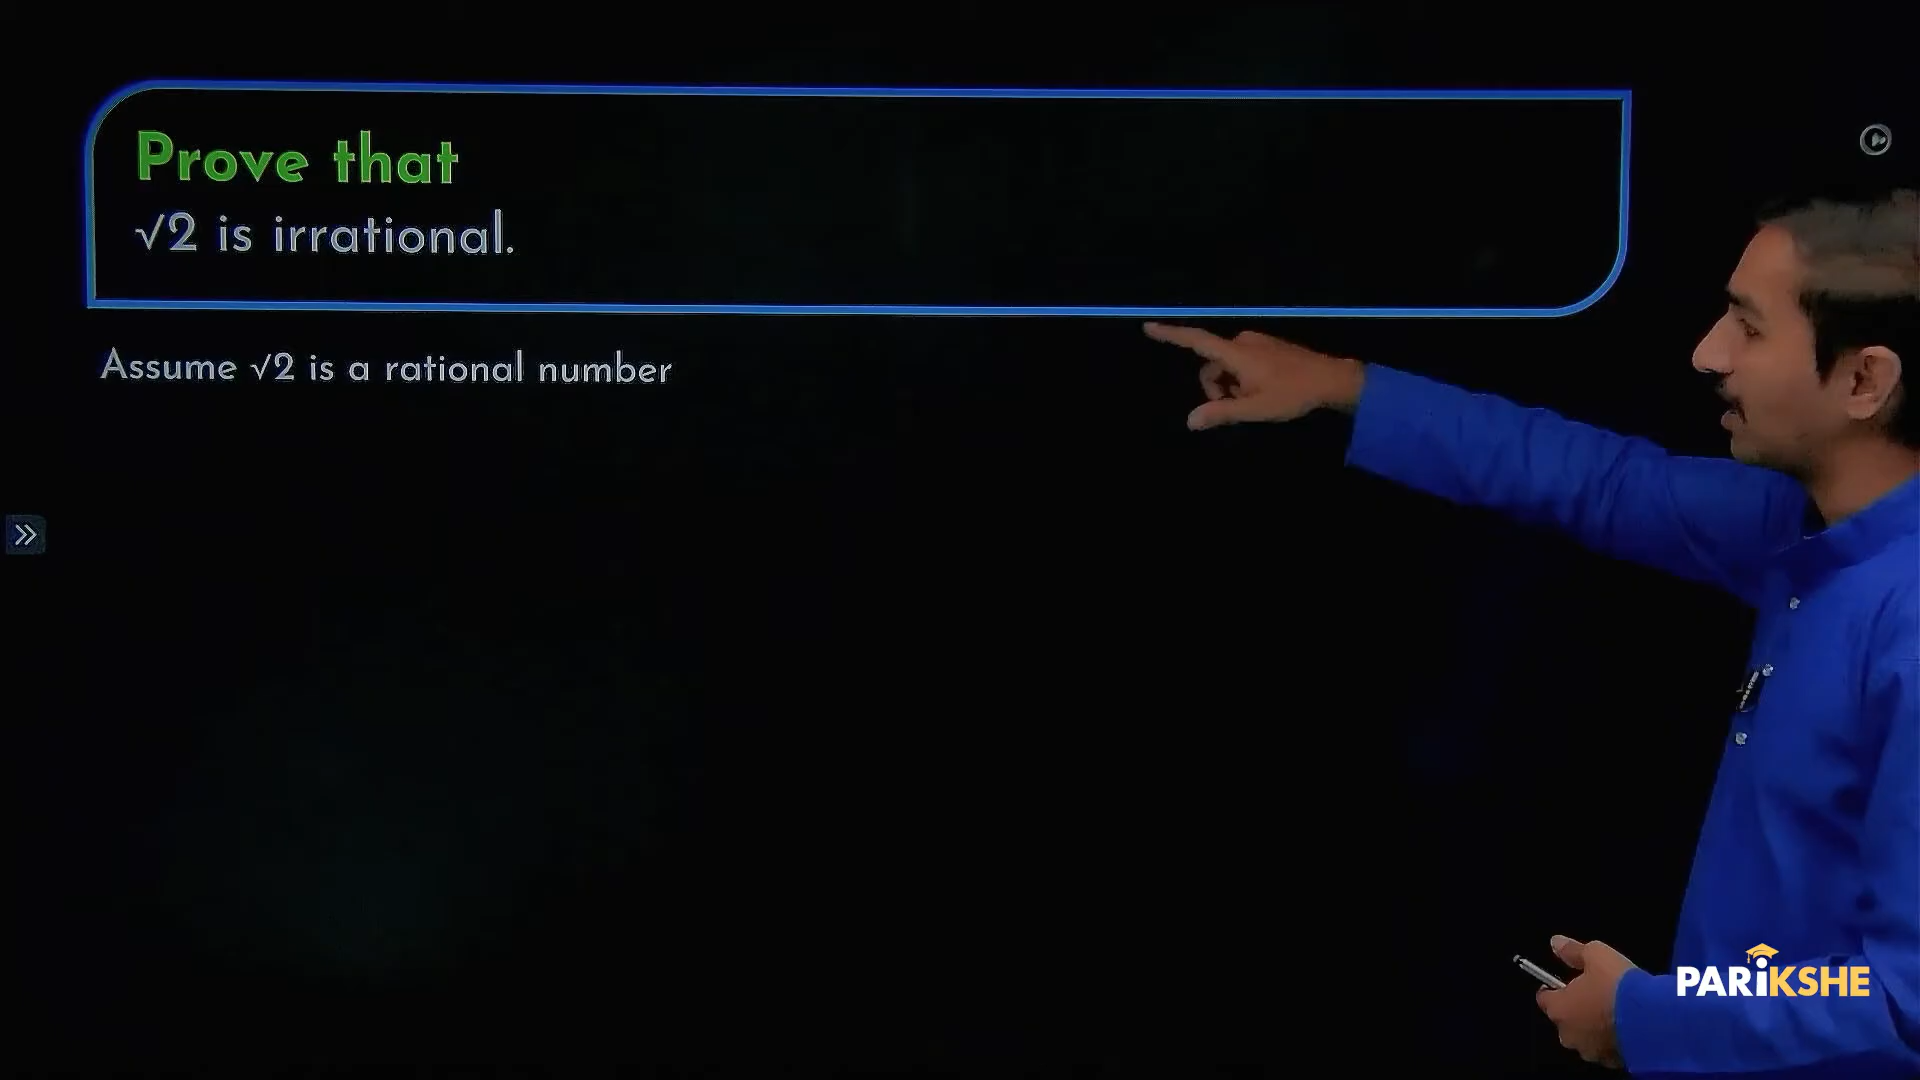 Prove that
√2 is irrational.
Assume √2 is a rational number
PARiKSHE